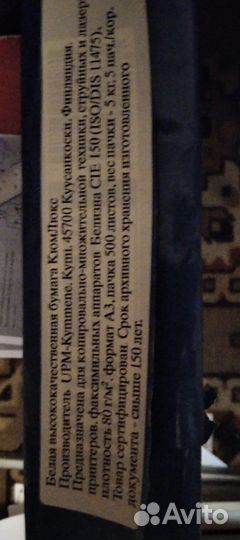 Белая высококачественная бумага КюмЛюкс
Производитель UPM-Kymmene, Kymi, 45700 Куусанкоски, Финляндия.
Предназначена для копировально-множительной техники, струйных и лазер
принтеров, факсимильных аппаратов. Белизна CIE 150 (ISO/DIS 11475),
плотность 80 г/м², формат А3, пачка 500 листов, вес пачки - 5 кг; 5 пач./кор.
Товар сертифицирован. Срок архивного хранения изготовленного
документа - свыше 150 лет.
Avito